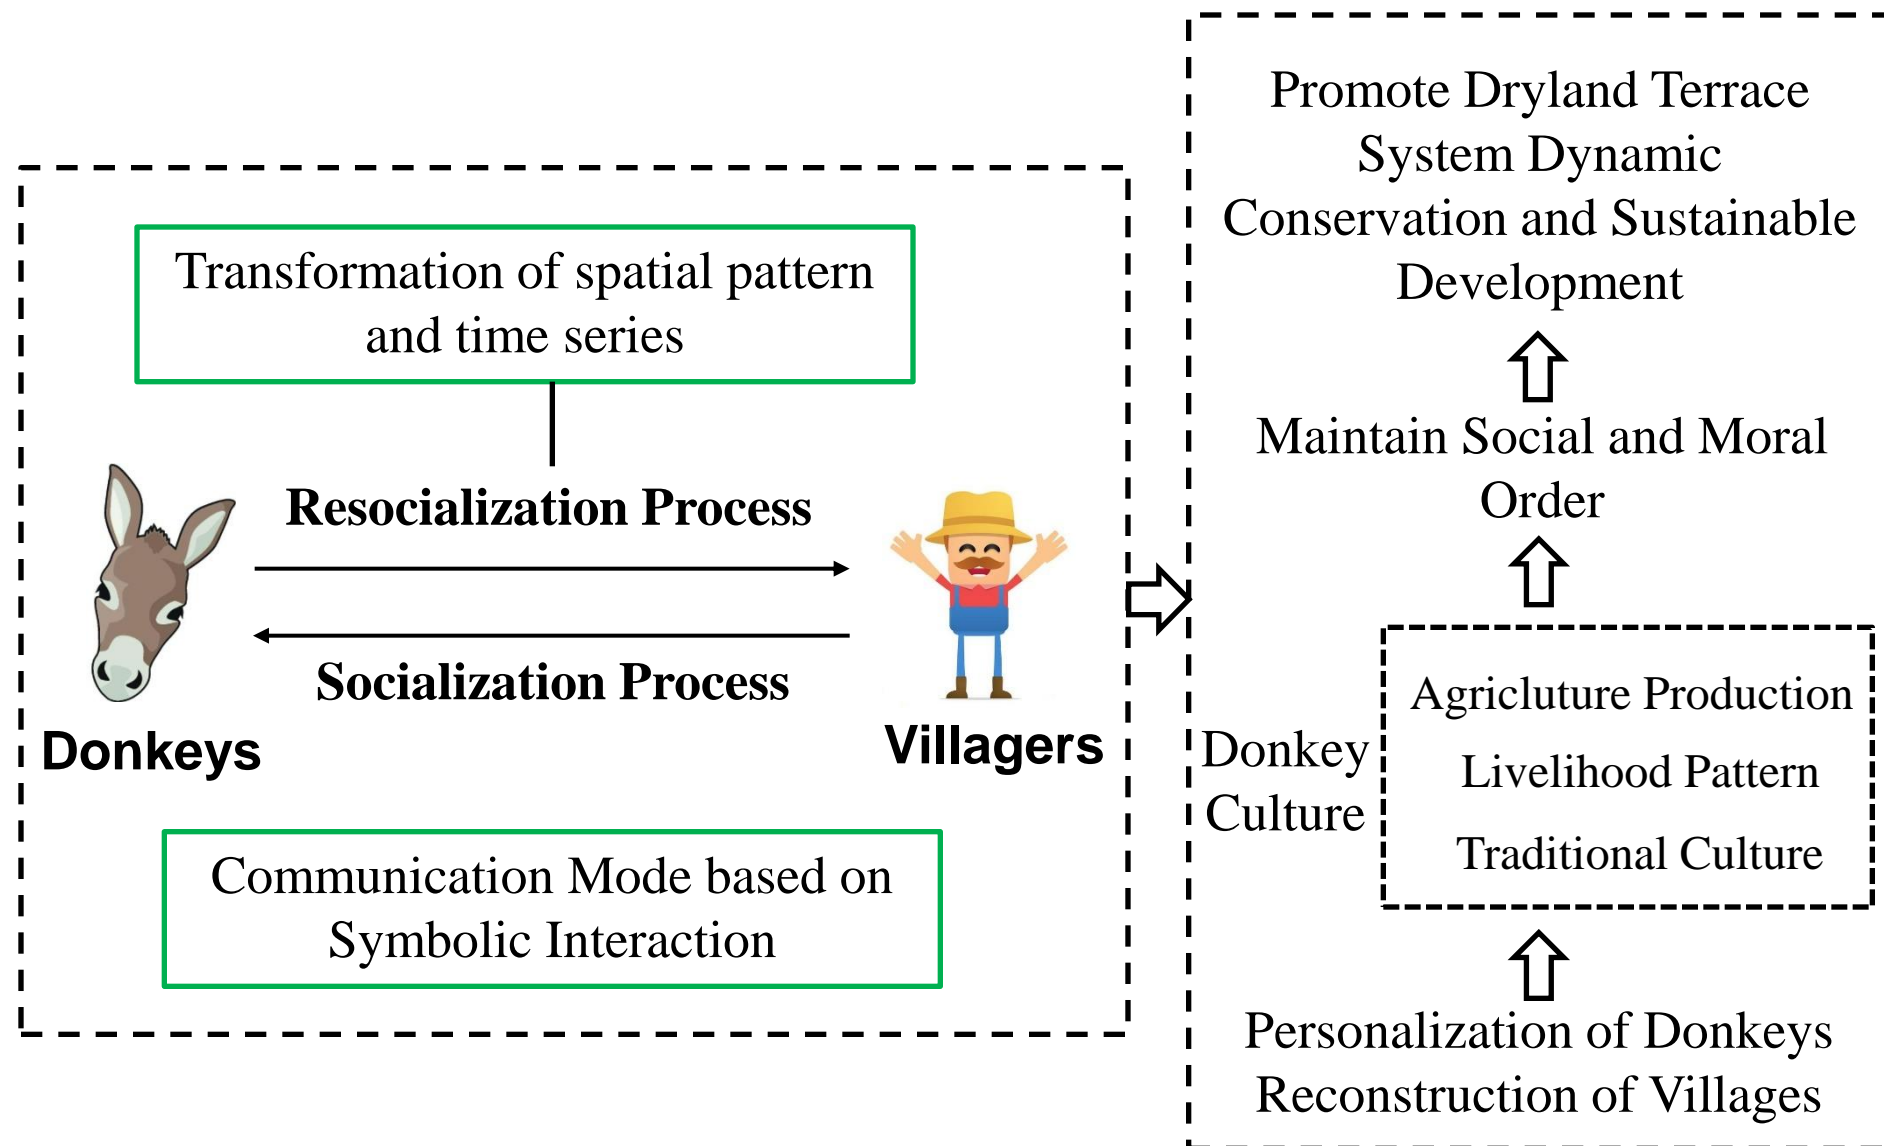 Transformation of spatial pattern
and time series
Resocialization Process
Socialization Process
Donkeys
Villagers
Communication Mode based on
Symbolic Interaction
Promote Dryland Terrace
System Dynamic
Conservation and Sustainable
Development
Maintain Social and Moral
Order
Donkey
Culture
Agricluture Production
Livelihood Pattern
Traditional Culture
Personalization of Donkeys
Reconstruction of Villages